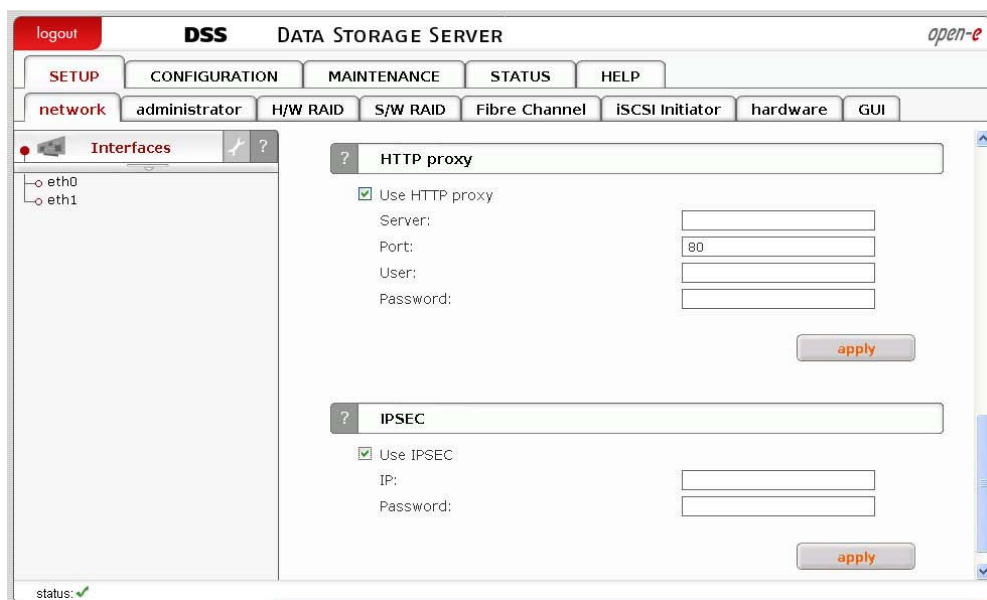 logout DSS DATA STORAGE SERVER open-e
SETUP CONFIGURATION MAINTENANCE STATUS HELP
network administrator H/W RAID S/W RAID Fibre Channel iSCSI Initiator hardware GUI
Interfaces ?
eth0
eth1
? HTTP proxy
Use HTTP proxy
Server:
Port: 80
User:
Password:
apply
? IPSEC
Use IPSEC
IP:
Password:
apply
status: